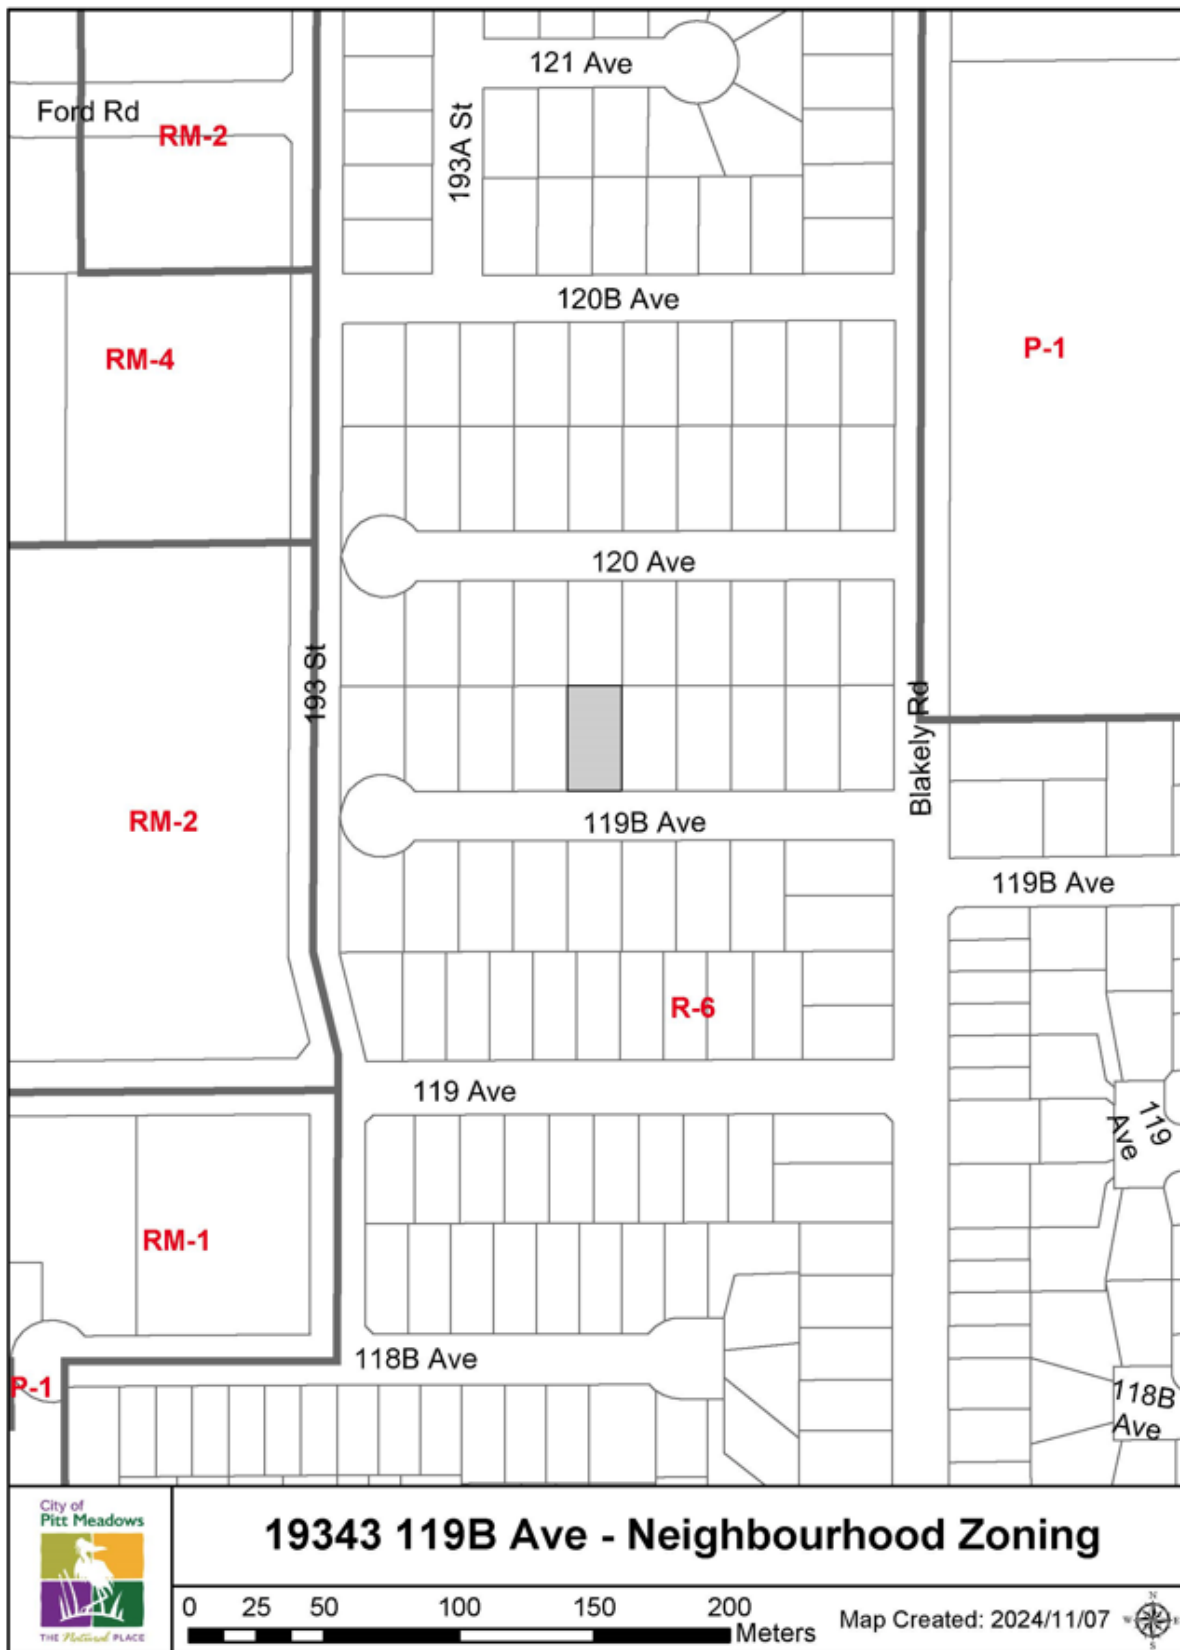 121 Ave
Ford Rd
RM-2
193A St
120B Ave
RM-4
P-1
120 Ave
193 St
Blakely Rd
RM-2
119B Ave
119B Ave
R-6
119 Ave
119
Ave
RM-1
118B Ave
P-1
118B
Ave
City of
Pitt Meadows
THE Natural PLACE
19343 119B Ave - Neighbourhood Zoning
0 25 50 100 150 200
Meters
Map Created: 2024/11/07
N
W E
S